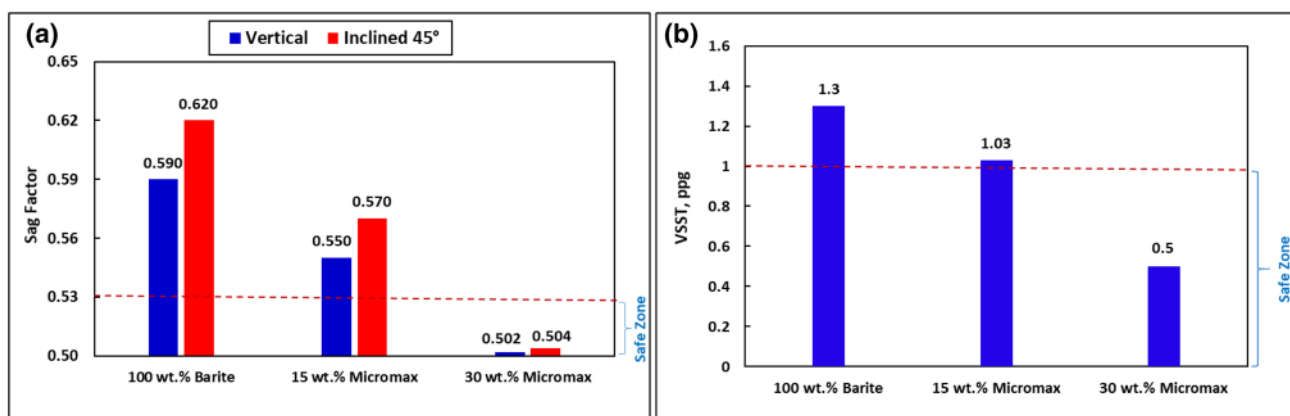 (a)
Vertical Inclined 45°
Sag Factor
0.65
0.62
0.59
0.56
0.53
0.50
0.590
0.620
0.550
0.570
0.502
0.504
Safe Zone
100 wt.% Barite
15 wt.% Micromax
30 wt.% Micromax
(b)
VSST, ppg
1.6
1.4
1.2
1
0.8
0.6
0.4
0.2
0
1.3
1.03
0.5
Safe Zone
100 wt.% Barite
15 wt.% Micromax
30 wt.% Micromax